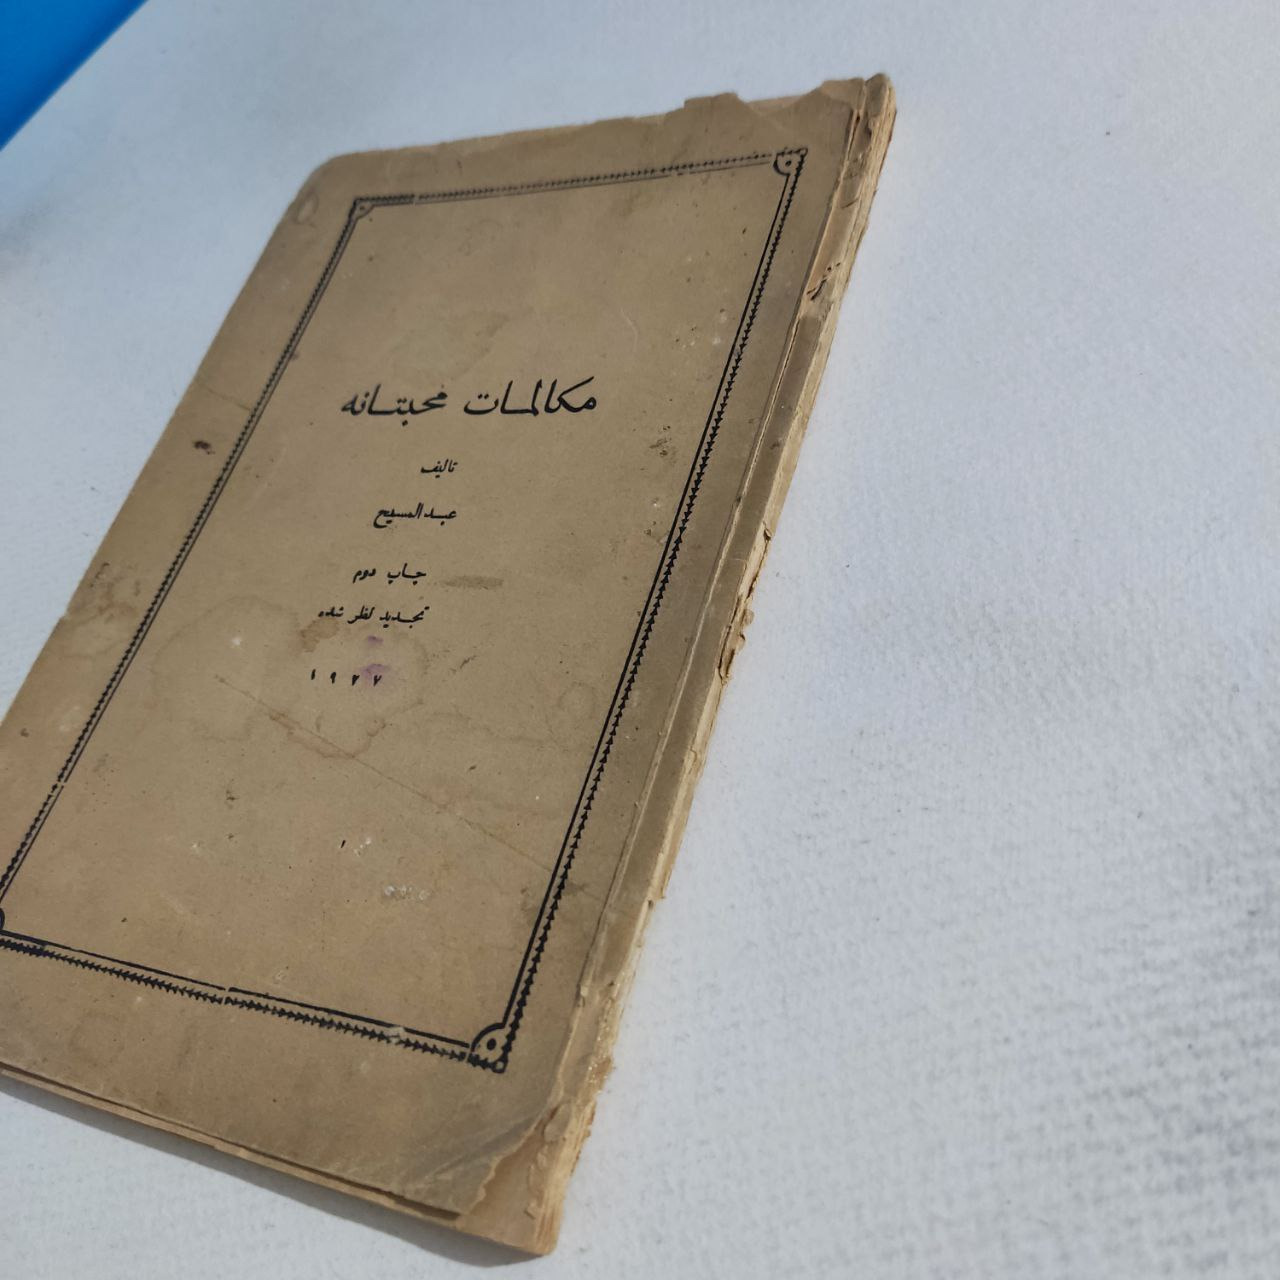 مکالمات محبتانه
تالیف
عبدالمسیح
چاپ دوم
تجدید نظر شده
۱۹۲۷